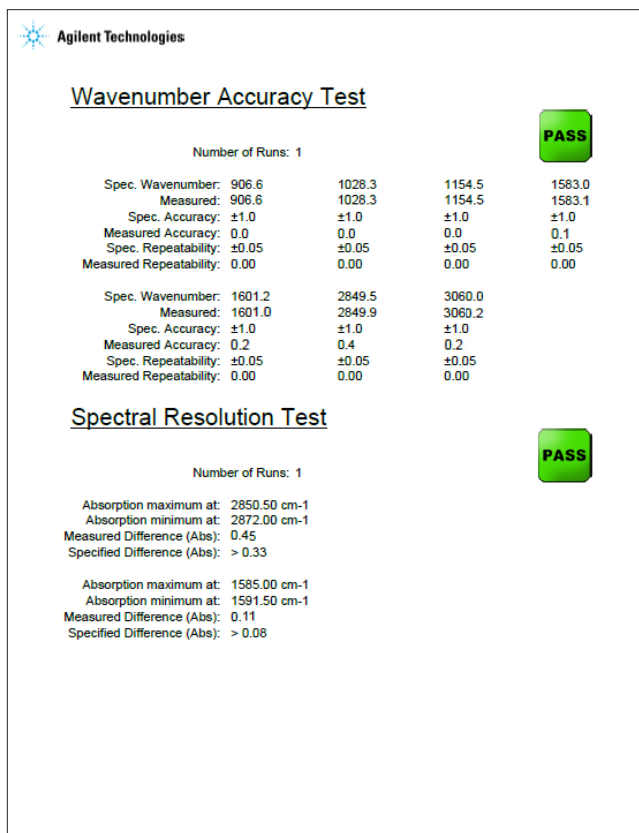 Agilent Technologies
Wavenumber Accuracy Test
PASS
Number of Runs: 1
Spec. Wavenumber: 906.6 1028.3 1154.5 1583.0
Measured: 906.6 1028.3 1154.5 1583.1
Spec. Accuracy: ±1.0 ±1.0 ±1.0 ±1.0
Measured Accuracy: 0.0 0.0 0.0 0.1
Spec. Repeatability: ±0.05 ±0.05 ±0.05 ±0.05
Measured Repeatability: 0.00 0.00 0.00 0.00
Spec. Wavenumber: 1601.2 2849.5 3060.0
Measured: 1601.0 2849.9 3060.2
Spec. Accuracy: ±1.0 ±1.0 ±1.0
Measured Accuracy: 0.2 0.4 0.2
Spec. Repeatability: ±0.05 ±0.05 ±0.05
Measured Repeatability: 0.00 0.00 0.00
Spectral Resolution Test
PASS
Number of Runs: 1
Absorption maximum at: 2850.50 cm-1
Absorption minimum at: 2872.00 cm-1
Measured Difference (Abs): 0.45
Specified Difference (Abs): > 0.33
Absorption maximum at: 1585.00 cm-1
Absorption minimum at: 1591.50 cm-1
Measured Difference (Abs): 0.11
Specified Difference (Abs): > 0.08